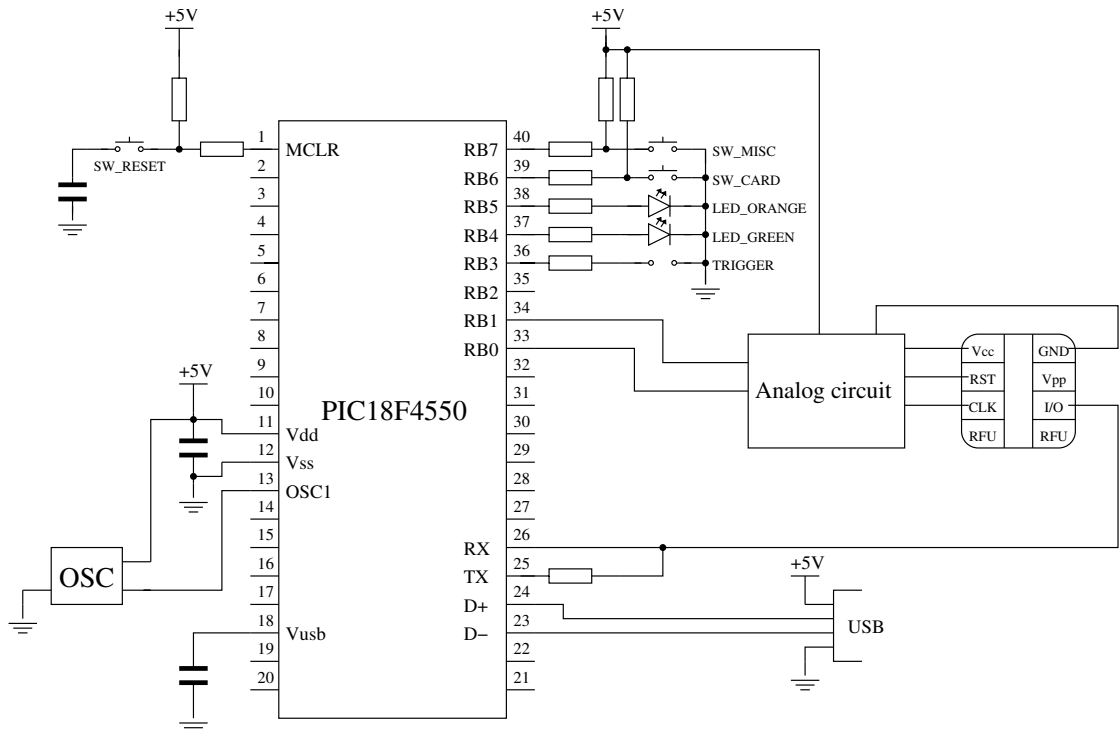 +5V
+5V
SW_RESET
1
MCLR
2
3
4
5
6
7
8
9
10
11
Vdd
12
Vss
13
OSC1
14
15
16
17
18
Vusb
19
20
+5V
OSC
PIC18F4550
40
RB7
SW_MISC
39
RB6
SW_CARD
38
RB5
LED_ORANGE
37
RB4
LED_GREEN
36
RB3
TRIGGER
35
RB2
34
RB1
33
RB0
32
31
30
29
28
27
26
RX
25
TX
24
D+
23
D−
22
21
Analog circuit
Vcc
GND
RST
Vpp
CLK
I/O
RFU
RFU
+5V
USB